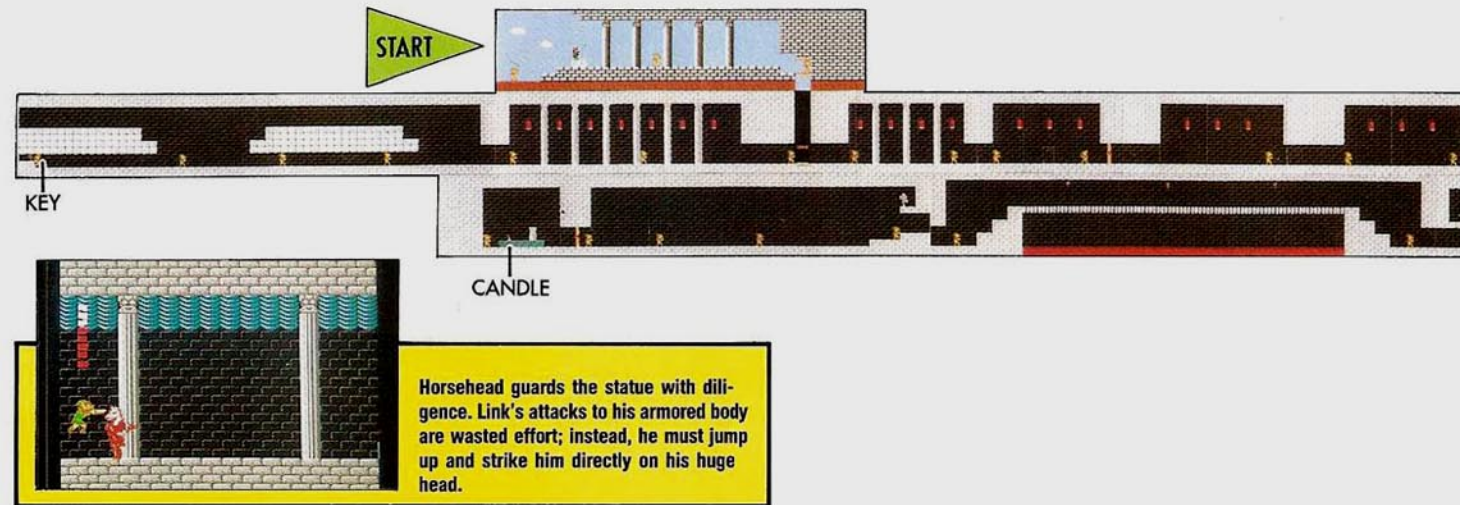 START
KEY
CANDLE
Horsehead guards the statue with dili-
gence. Link's attacks to his armored body
are wasted effort; instead, he must jump
up and strike him directly on his huge
head.